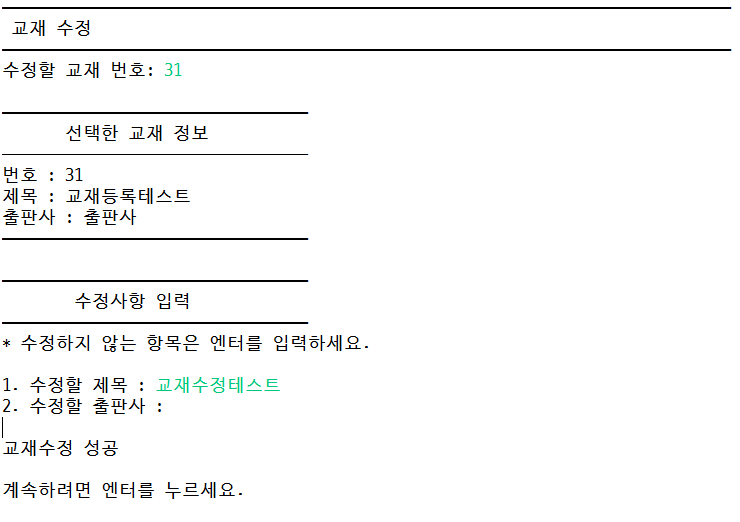 교재 수정
수정할 교재 번호: 31
선택한 교재 정보
번호 : 31
제목 : 교재등록테스트
출판사 : 출판사
수정사항 입력
* 수정하지 않는 항목은 엔터를 입력하세요.
1. 수정할 제목 : 교재수정테스트
2. 수정할 출판사 :
교재수정 성공
계속하려면 엔터를 누르세요.